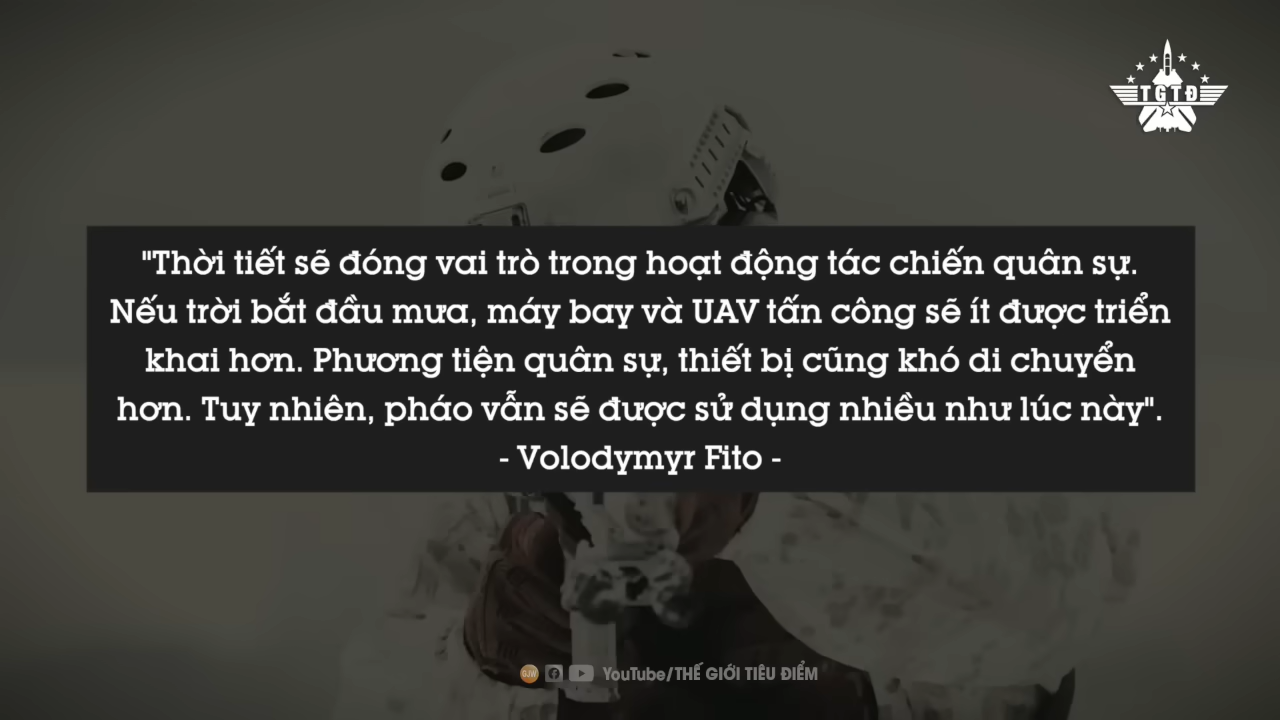 TGTĐ
"Thời tiết sẽ đóng vai trò trong hoạt động tác chiến quân sự.
Nếu trời bắt đầu mưa, máy bay và UAV tấn công sẽ ít được triển
khai hơn. Phương tiện quân sự, thiết bị cũng khó di chuyển
hơn. Tuy nhiên, pháo vẫn sẽ được sử dụng nhiều như lúc này".
- Volodymyr Fito -
GJW YouTube/THẾ GIỚI TIÊU ĐIỂM